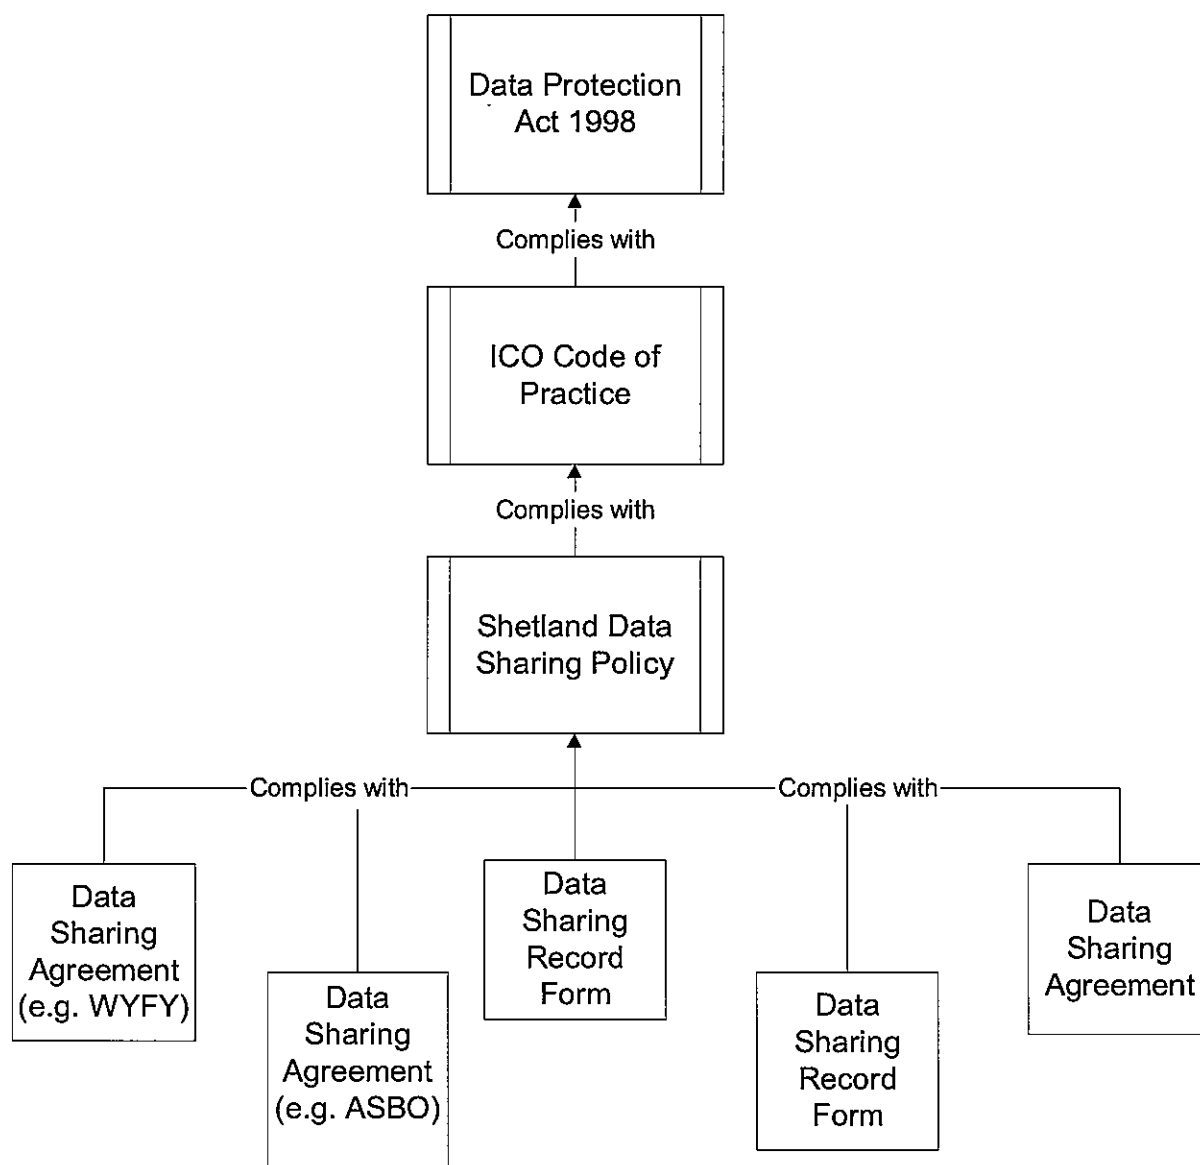 Data Protection
Act 1998
Complies with
ICO Code of
Practice
Complies with
Shetland Data
Sharing Policy
Complies with
Complies with
Data
Sharing
Agreement
(e.g. WYFY)
Data
Sharing
Agreement
(e.g. ASBO)
Data
Sharing
Record
Form
Data
Sharing
Record
Form
Data
Sharing
Agreement